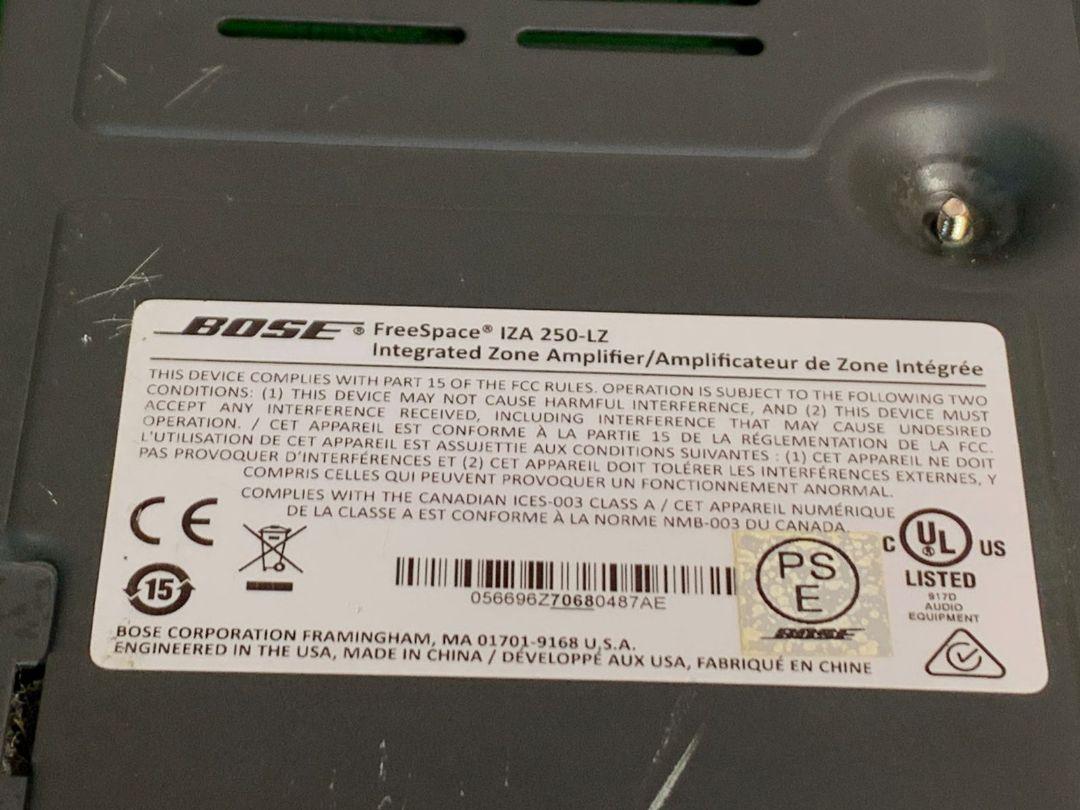 BOSE® FreeSpace® IZA 250-LZ
Integrated Zone Amplifier/Amplificateur de Zone Intégrée
THIS DEVICE COMPLIES WITH PART 15 OF THE FCC RULES. OPERATION IS SUBJECT TO THE FOLLOWING TWO
CONDITIONS: (1) THIS DEVICE MAY NOT CAUSE HARMFUL INTERFERENCE, AND (2) THIS DEVICE MUST
ACCEPT ANY INTERFERENCE RECEIVED, INCLUDING INTERFERENCE THAT MAY CAUSE UNDESIRED
OPERATION. / CET APPAREIL EST CONFORME À LA PARTIE 15 DE LA RÉGLEMENTATION DE LA FCC.
L'UTILISATION DE CET APPAREIL EST ASSUJETTIE AUX CONDITIONS SUIVANTES : (1) CET APPAREIL NE DOIT
PAS PROVOQUER D'INTERFÉRENCES ET (2) CET APPAREIL DOIT TOLÉRER LES INTERFÉRENCES EXTERNES, Y
COMPRIS CELLES QUI PEUVENT PROVOQUER UN FONCTIONNEMENT ANORMAL.
COMPLIES WITH THE CANADIAN ICES-003 CLASS A / CET APPAREIL NUMÉRIQUE
DE LA CLASSE A EST CONFORME À LA NORME NMB-003 DU CANADA.
CE
15
056696Z70680487AE
PS
E
BOSE
C UL® US
LISTED
917D
AUDIO
EQUIPMENT
BOSE CORPORATION FRAMINGHAM, MA 01701-9168 U.S.A.
ENGINEERED IN THE USA, MADE IN CHINA / DÉVELOPPÉ AUX USA, FABRIQUÉ EN CHINE